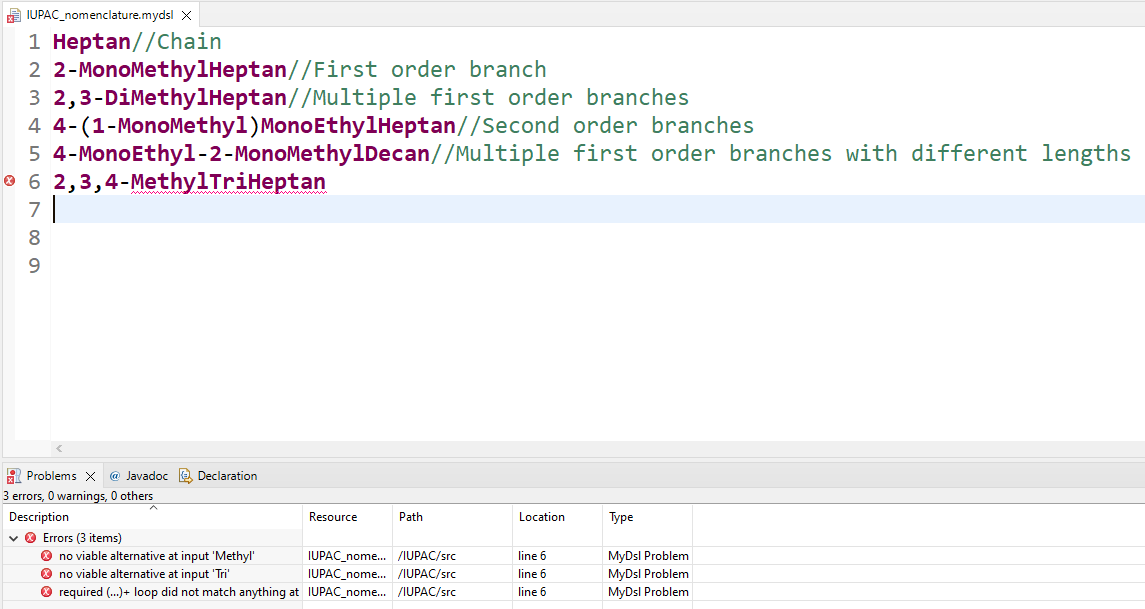 IUPAC_nomenclature.mydsl
1 Heptan//Chain
2 2-MonoMethylHeptan//First order branch
3 2,3-DiMethylHeptan//Multiple first order branches
4 4-(1-MonoMethyl)MonoEthylHeptan//Second order branches
5 4-MonoEthyl-2-MonoMethylDecan//Multiple first order branches with different lengths
6 2,3,4-MethylTriHeptan
7
8
9
Problems @ Javadoc Declaration
3 errors, 0 warnings, 0 others
Description Resource Path Location Type
Errors (3 items)
no viable alternative at input 'Methyl' IUPAC_nome... /IUPAC/src line 6 MyDsl Problem
no viable alternative at input 'Tri' IUPAC_nome... /IUPAC/src line 6 MyDsl Problem
required (...)+ loop did not match anything at IUPAC_nome... /IUPAC/src line 6 MyDsl Problem